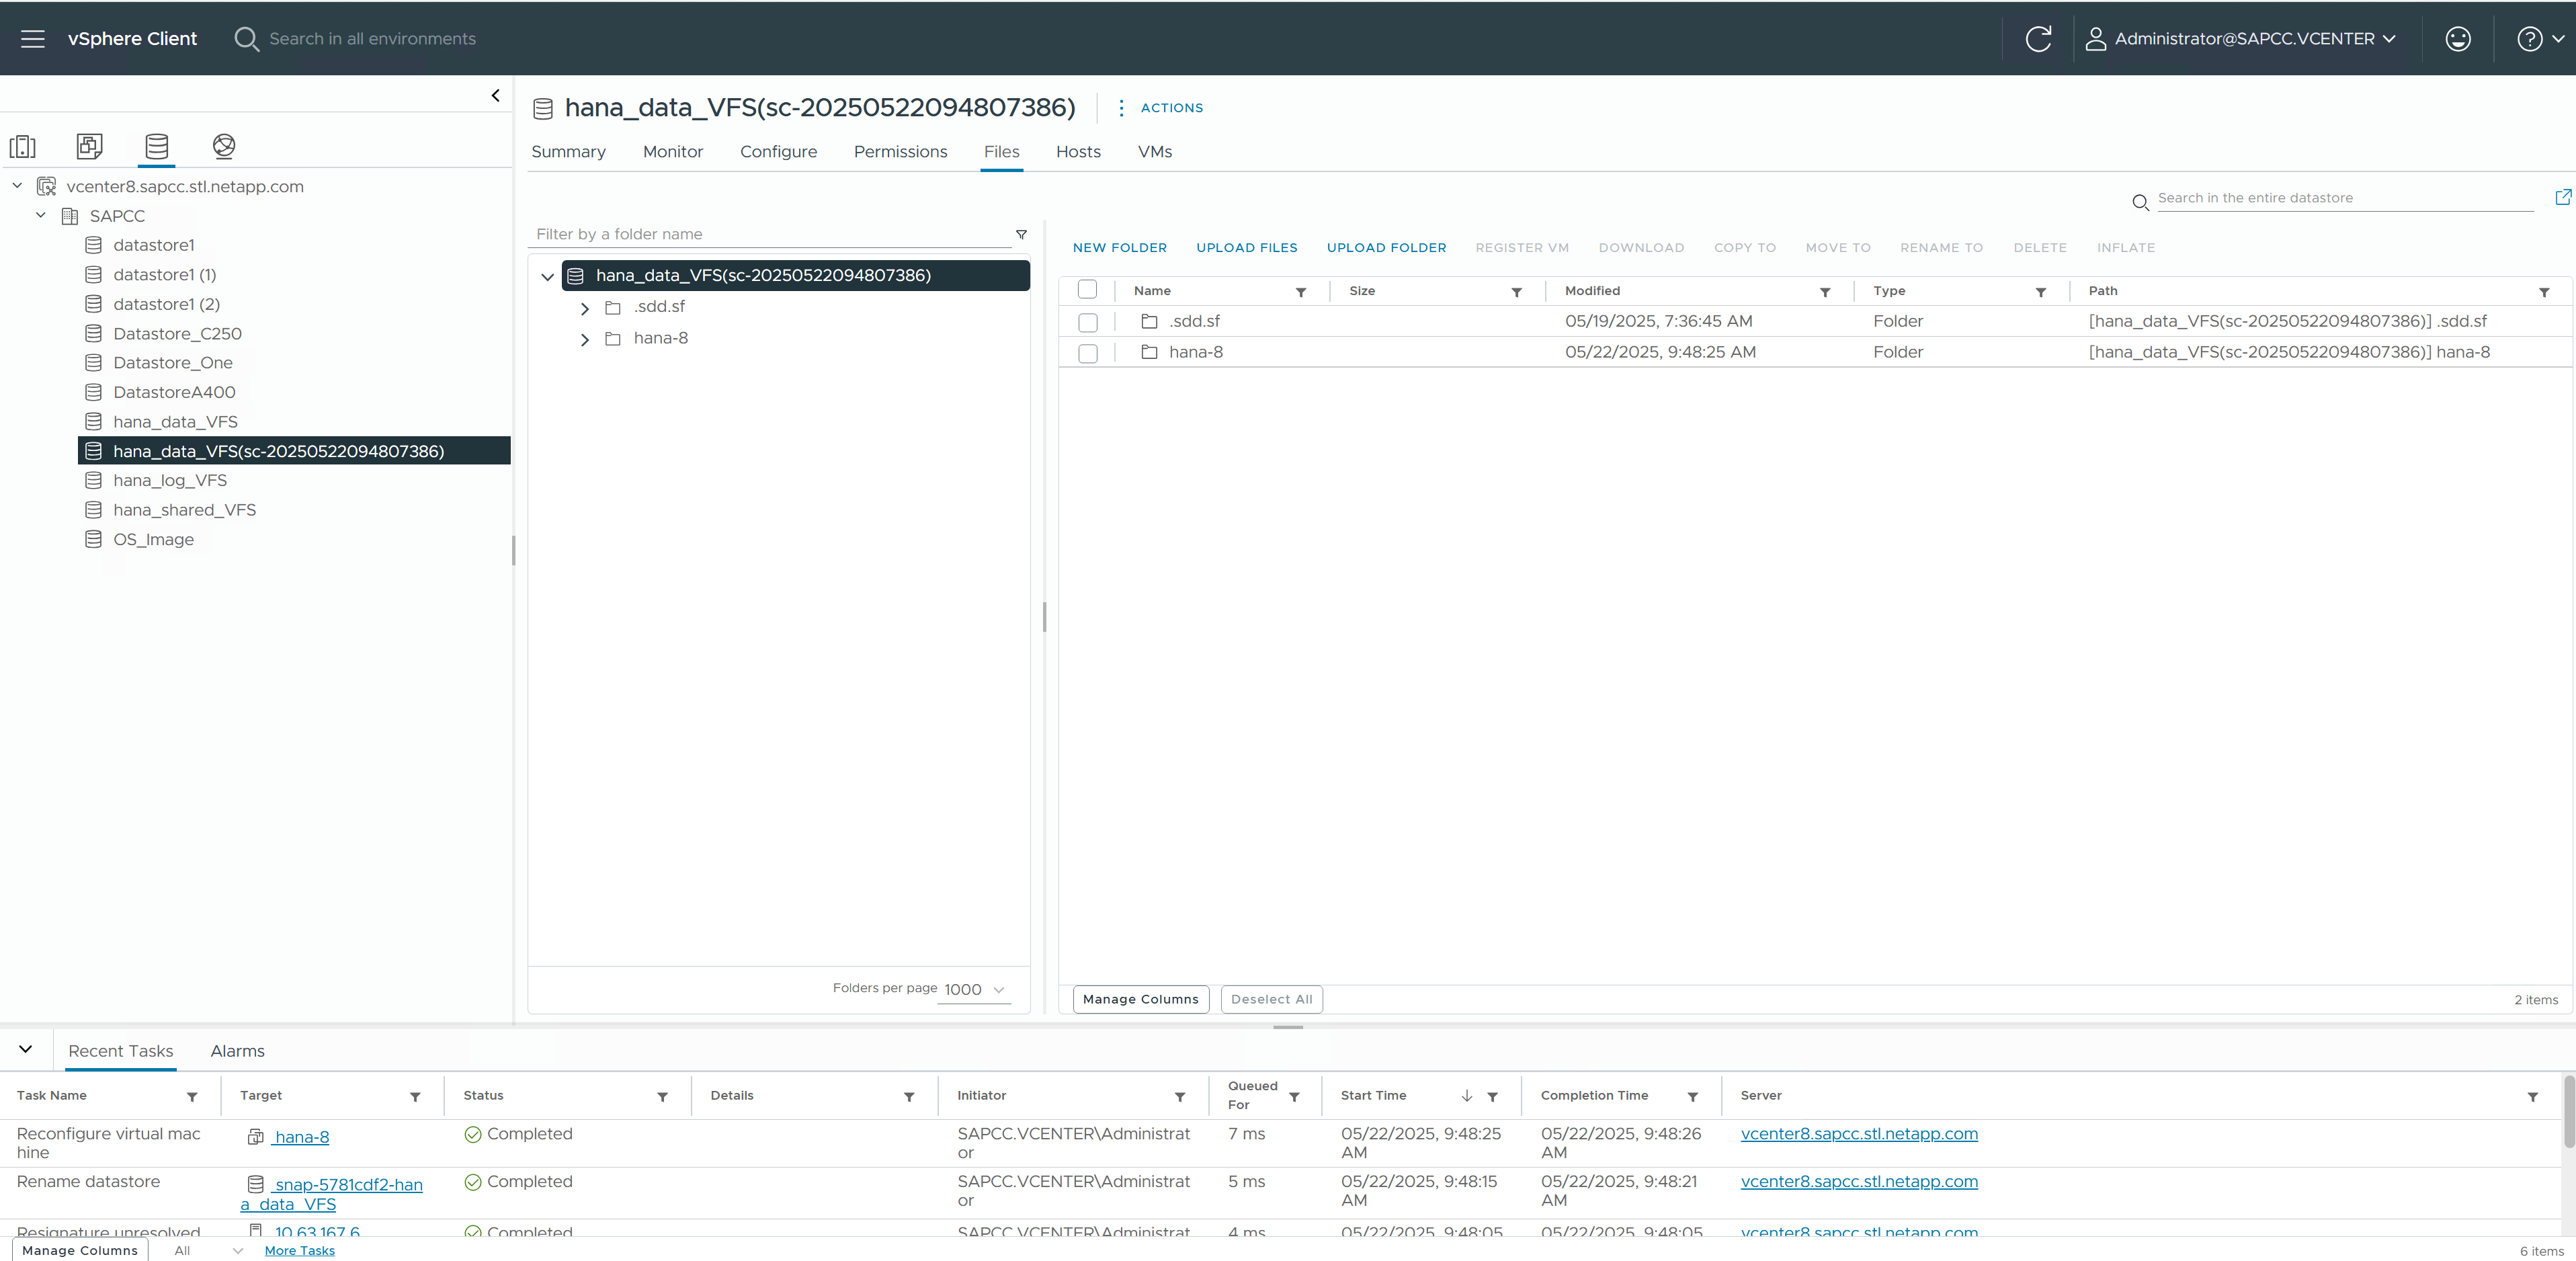 vSphere Client
Search in all environments
Administrator@SAPCC.VCENTER
vcenter8.sapcc.stl.netapp.com
SAPCC
datastore1
datastore1 (1)
datastore1 (2)
Datastore_C250
Datastore_One
DatastoreA400
hana_data_VFS
hana_data_VFS(sc-20250522094807386)
hana_log_VFS
hana_shared_VFS
OS_Image
hana_data_VFS(sc-20250522094807386)
ACTIONS
Summary Monitor Configure Permissions Files Hosts VMs
Search in the entire datastore
Filter by a folder name
hana_data_VFS(sc-20250522094807386)
.sdd.sf
hana-8
Folders per page 1000
NEW FOLDER UPLOAD FILES UPLOAD FOLDER REGISTER VM DOWNLOAD COPY TO MOVE TO RENAME TO DELETE INFLATE
Name Size Modified Type Path
.sdd.sf 05/19/2025, 7:36:45 AM Folder [hana_data_VFS(sc-20250522094807386)] .sdd.sf
hana-8 05/22/2025, 9:48:25 AM Folder [hana_data_VFS(sc-20250522094807386)] hana-8
Manage Columns Deselect All 2 items
Recent Tasks Alarms
Task Name Target Status Details Initiator Queued For Start Time Completion Time Server
Reconfigure virtual mac hana-8 Completed SAPCC.VCENTER\Administrat 7 ms 05/22/2025, 9:48:25 05/22/2025, 9:48:26 vcenter8.sapcc.stl.netapp.com
hine or AM AM
Rename datastore snap-5781cdf2-han Completed SAPCC.VCENTER\Administrat 5 ms 05/22/2025, 9:48:15 05/22/2025, 9:48:21 vcenter8.sapcc.stl.netapp.com
a_data_VFS or AM AM
Resignature unresolved 10.63.167.6 Completed SAPCC.VCENTER\Administrat 4 ms 05/22/2025, 9:48:05 05/22/2025, 9:48:05 vcenter8.sapcc.stl.netapp.com
Manage Columns All More Tasks 6 items